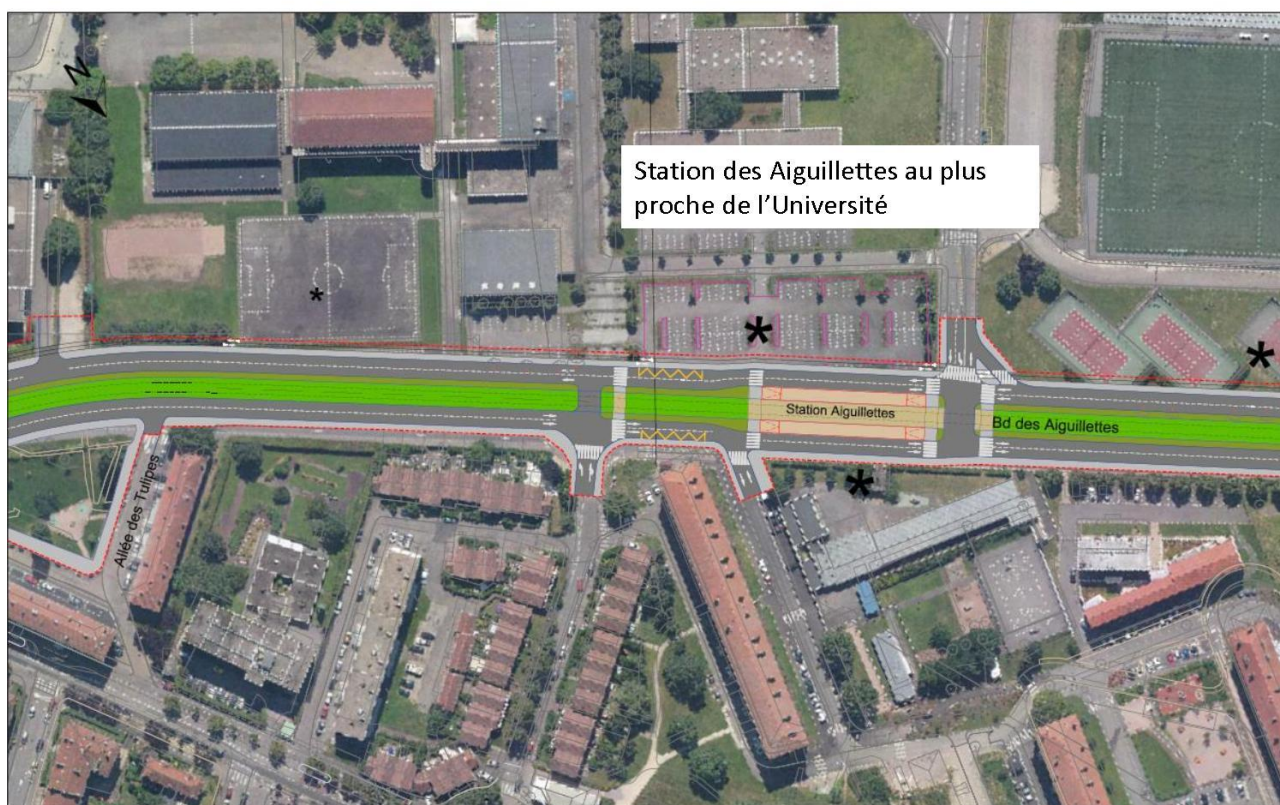 N
Station des Aiguillettes au plus
proche de l’Université
Station Aiguillettes
Bd des Aiguillettes
Allée des Tulipes